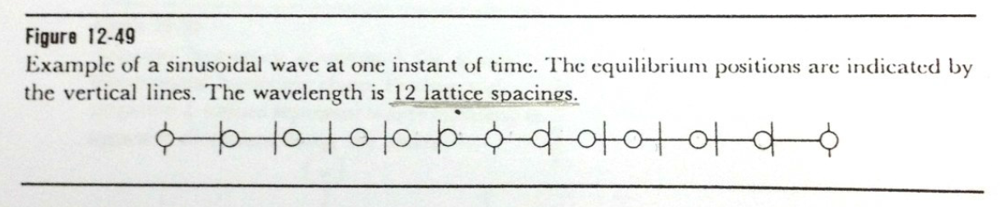 Figure 12-49
Example of a sinusoidal wave at one instant of time. The equilibrium positions are indicated by
the vertical lines. The wavelength is 12 lattice spacings.